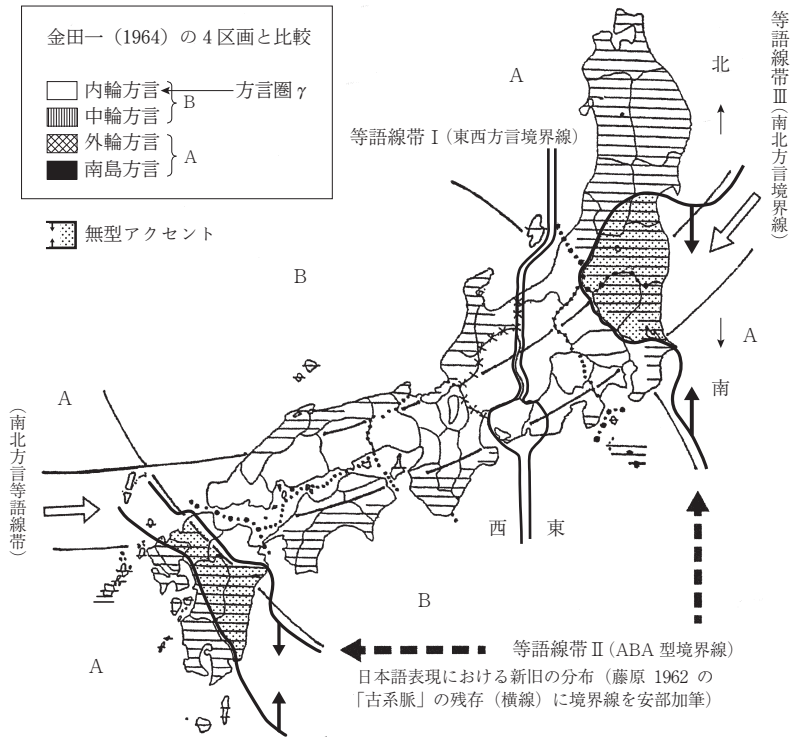 金田一（1964）の4区画と比較
内輪方言
方言圏γ
中輪方言
B
外輪方言
南島方言
A
無型アクセント
A
北
等語線帯Ⅲ（南北方言境界線）
等語線帯Ⅰ（東西方言境界線）
B
A
南
A
（南北方言等語線帯）
西 東
B
A
等語線帯Ⅱ（ABA型境界線）
日本語表現における新旧の分布（藤原 1962 の
「古系脈」の残存（横線）に境界線を安部加筆）